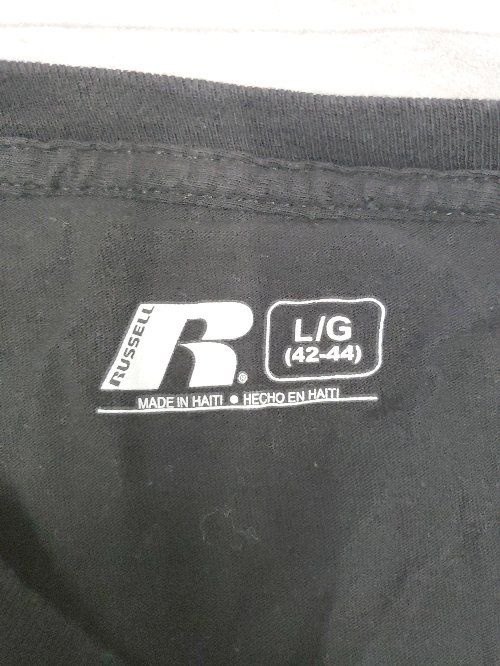 RUSSELL
R®
L/G
(42-44)
MADE IN HAITI • HECHO EN HAITI